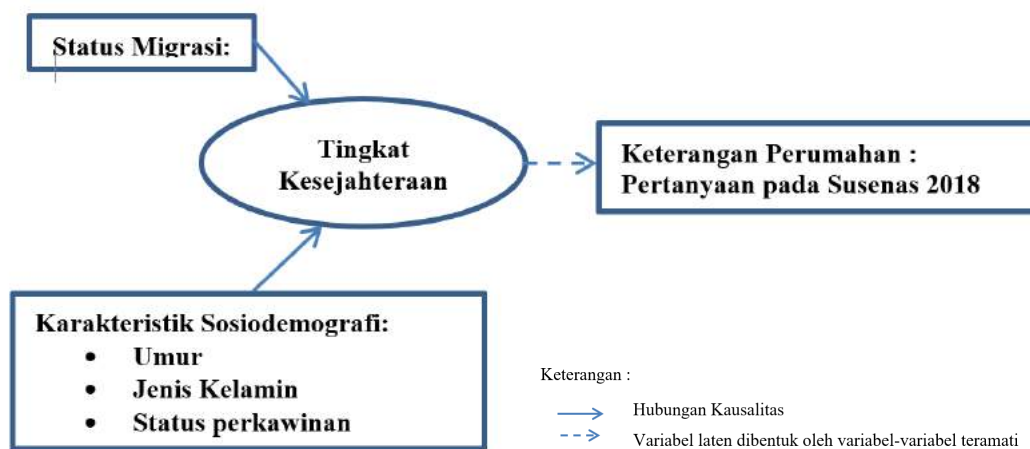 Status Migrasi:
Tingkat
Kesejahteraan
Keterangan Perumahan :
Pertanyaan pada Susenas 2018
Karakteristik Sosiodemografi:
• Umur
• Jenis Kelamin
• Status perkawinan
Keterangan :
Hubungan Kausalitas
Variabel laten dibentuk oleh variabel-variabel teramati